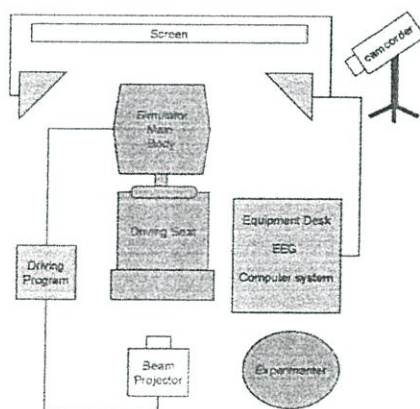 Screen
camcorder
Simulator
Main
Body
Driving Seat
Equipment Desk
EEG
Computer system
Driving
Program
Beam
Projector
Experimenter